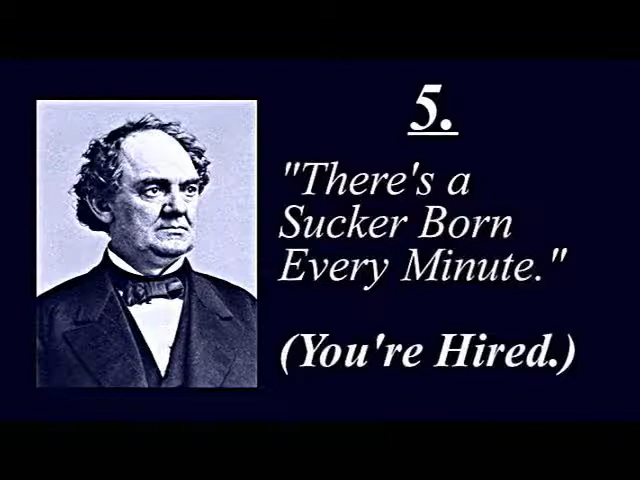 5.
"There's a
Sucker Born
Every Minute."
(You're Hired.)